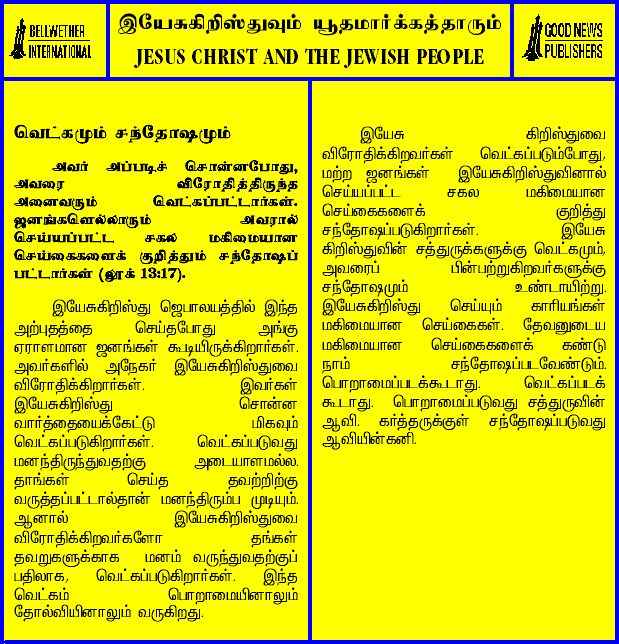 BELLWETHER
INTERNATIONAL
இயேசுகிறிஸ்துவும் யூதமார்க்கத்தாரும்
JESUS CHRIST AND THE JEWISH PEOPLE
GOOD NEWS
PUBLISHERS
வெட்கமும் சந்தோஷமும்
அவர் அப்படிச் சொன்னபோது,
அவரை விரோதித்திருந்த
அனைவரும் வெட்கப்பட்டார்கள்.
ஜனங்களெல்லாரும் அவரால்
செய்யப்பட்ட சகல மகிமையான
செய்கைகளைக் குறித்தும் சந்தோஷப்
பட்டார்கள் (லூக் 13:17).
இயேசுகிறிஸ்து ஜெபாலயத்தில் இந்த
அற்புதத்தை செய்தபோது அங்கு
ஏராளமான ஜனங்கள் கூடியிருக்கிறார்கள்.
அவர்களில் அநேகர் இயேசுகிறிஸ்துவை
விரோதிக்கிறார்கள். இவர்கள்
இயேசுகிறிஸ்து சொன்ன
வார்த்தையைக்கேட்டு மிகவும்
வெட்கப்படுகிறார்கள். வெட்கப்படுவது
மனந்திருந்துவதற்கு அடையாளமல்ல.
தாங்கள் செய்த தவற்றிற்கு
வருத்தப்பட்டால்தான் மனந்திரும்ப முடியும்.
ஆனால் இயேசுகிறிஸ்துவை
விரோதிக்கிறவர்களோ தங்கள்
தவறுகளுக்காக மனம் வருந்துவதற்குப்
பதிலாக, வெட்கப்படுகிறார்கள். இந்த
வெட்கம் பொறாமையினாலும்
தோல்வியினாலும் வருகிறது.
இயேசு கிறிஸ்துவை
விரோதிக்கிறவர்கள் வெட்கப்படும்போது,
மற்ற ஜனங்கள் இயேசுகிறிஸ்துவினால்
செய்யப்பட்ட சகல மகிமையான
செய்கைகளைக் குறித்து
சந்தோஷப்படுகிறார்கள். இயேசு
கிறிஸ்துவின் சத்துருக்களுக்கு வெட்கமும்,
அவரைப் பின்பற்றுகிறவர்களுக்கு
சந்தோஷமும் உண்டாயிற்று.
இயேசுகிறிஸ்து செய்யும் காரியங்கள்
மகிமையான செய்கைகள். தேவனுடைய
மகிமையான செய்கைகளைக் கண்டு
நாம் சந்தோஷப்படவேண்டும்.
பொறாமைப்படக்கூடாது. வெட்கப்படக்
கூடாது. பொறாமைப்படுவது சத்துருவின்
ஆவி. கர்த்தருக்குள் சந்தோஷப்படுவது
ஆவியின்கனி.